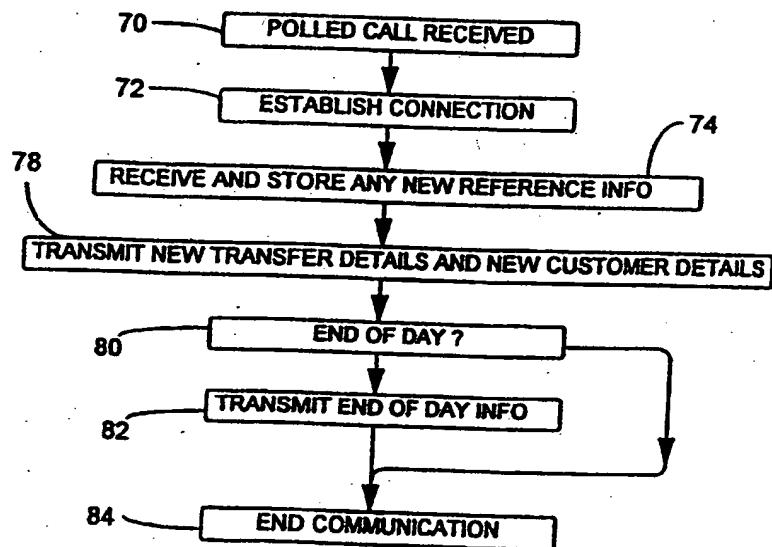 70
POLLED CALL RECEIVED
72
ESTABLISH CONNECTION
74
RECEIVE AND STORE ANY NEW REFERENCE INFO
78
TRANSMIT NEW TRANSFER DETAILS AND NEW CUSTOMER DETAILS
80
END OF DAY ?
82
TRANSMIT END OF DAY INFO
84
END COMMUNICATION